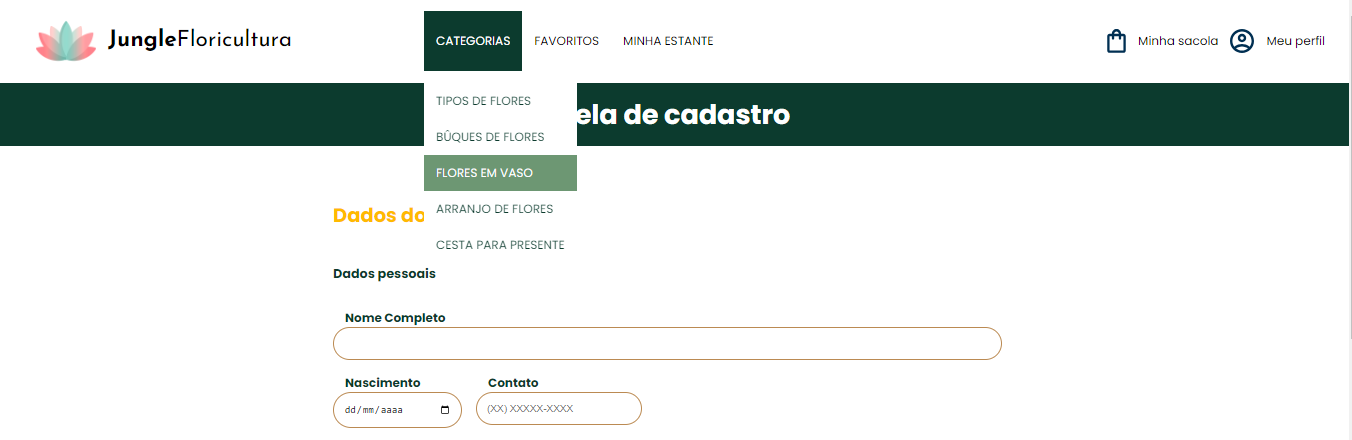 JungleFloricultura
CATEGORIAS FAVORITOS MINHA ESTANTE
Minha sacola Meu perfil
TIPOS DE FLORES
ela de cadastro
BÛQUES DE FLORES
FLORES EM VASO
ARRANJO DE FLORES
Dados do
CESTA PARA PRESENTE
Dados pessoais
Nome Completo
Nascimento Contato
dd/mm/aaaa (XX) XXXXX-XXXX